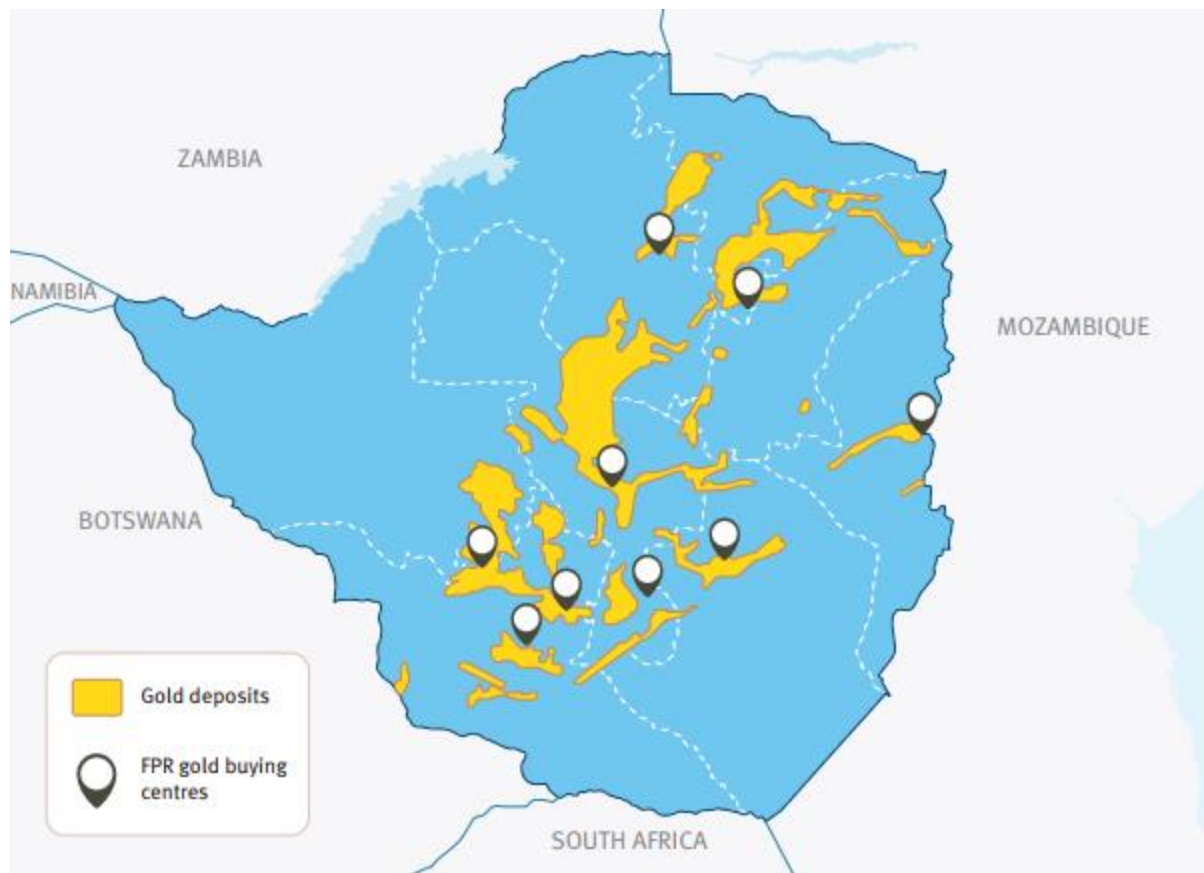 ZAMBIA
NAMIBIA
MOZAMBIQUE
BOTSWANA
Gold deposits
FPR gold buying
centres
SOUTH AFRICA